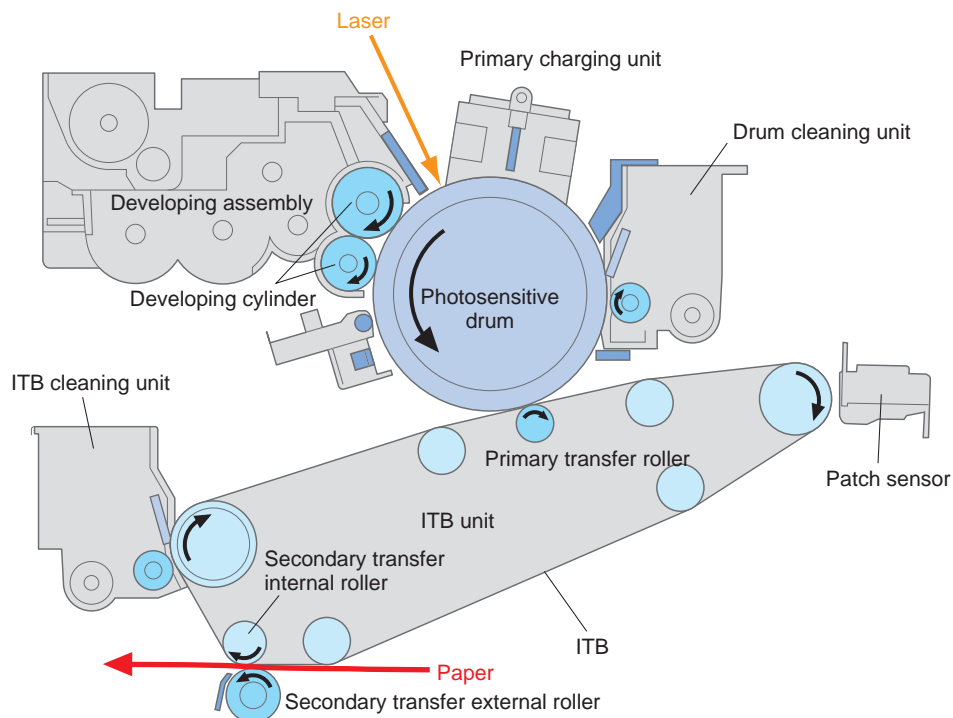 Laser
Primary charging unit
Drum cleaning unit
Developing assembly
Developing cylinder
Photosensitive
drum
ITB cleaning unit
Primary transfer roller
Patch sensor
ITB unit
Secondary transfer
internal roller
ITB
Paper
Secondary transfer external roller